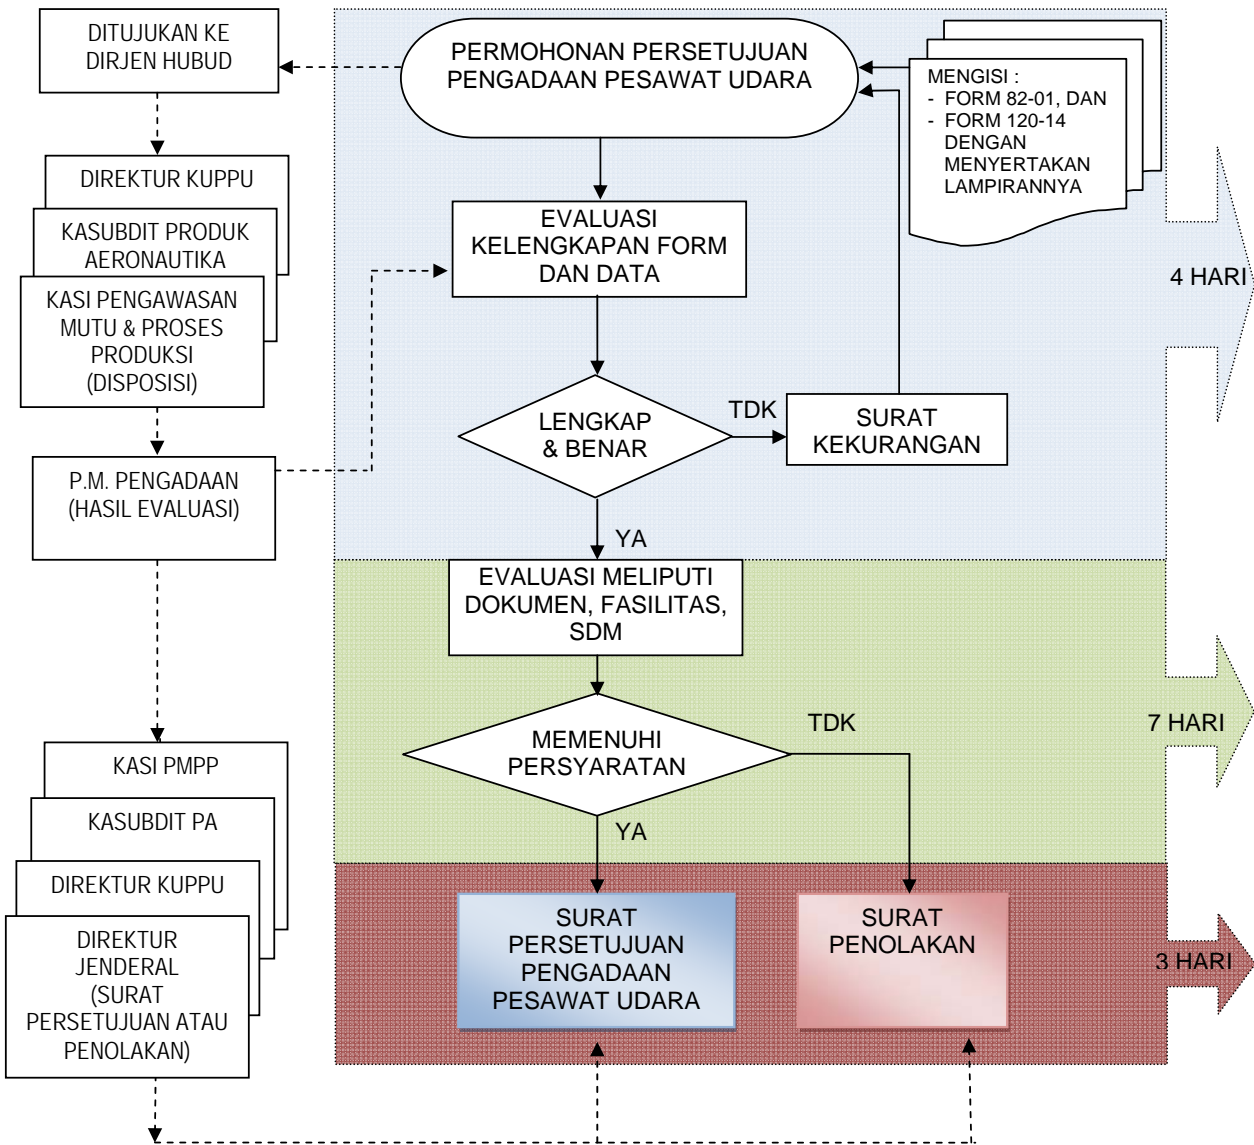 DITUJUKAN KE
DIRJEN HUBUD
PERMOHONAN PERSETUJUAN
PENGADAAN PESAWAT UDARA
MENGISI :
- FORM 82-01, DAN
- FORM 120-14
DENGAN
MENYERTAKAN
LAMPIRANNYA
DIREKTUR KUPPU
KASUBDIT PRODUK
AERONAUTIKA
KASI PENGAWASAN
MUTU & PROSES
PRODUKSI
(DISPOSISI)
EVALUASI
KELENGKAPAN FORM
DAN DATA
4 HARI
LENGKAP
& BENAR
TDK
SURAT
KEKURANGAN
P.M. PENGADAAN
(HASIL EVALUASI)
YA
EVALUASI MELIPUTI
DOKUMEN, FASILITAS,
SDM
MEMENUHI
PERSYARATAN
TDK
7 HARI
YA
KASI PMPP
KASUBDIT PA
DIREKTUR KUPPU
DIREKTUR
JENDERAL
(SURAT
PERSETUJUAN ATAU
PENOLAKAN)
SURAT
PERSETUJUAN
PENGADAAN
PESAWAT UDARA
SURAT
PENOLAKAN
3 HARI